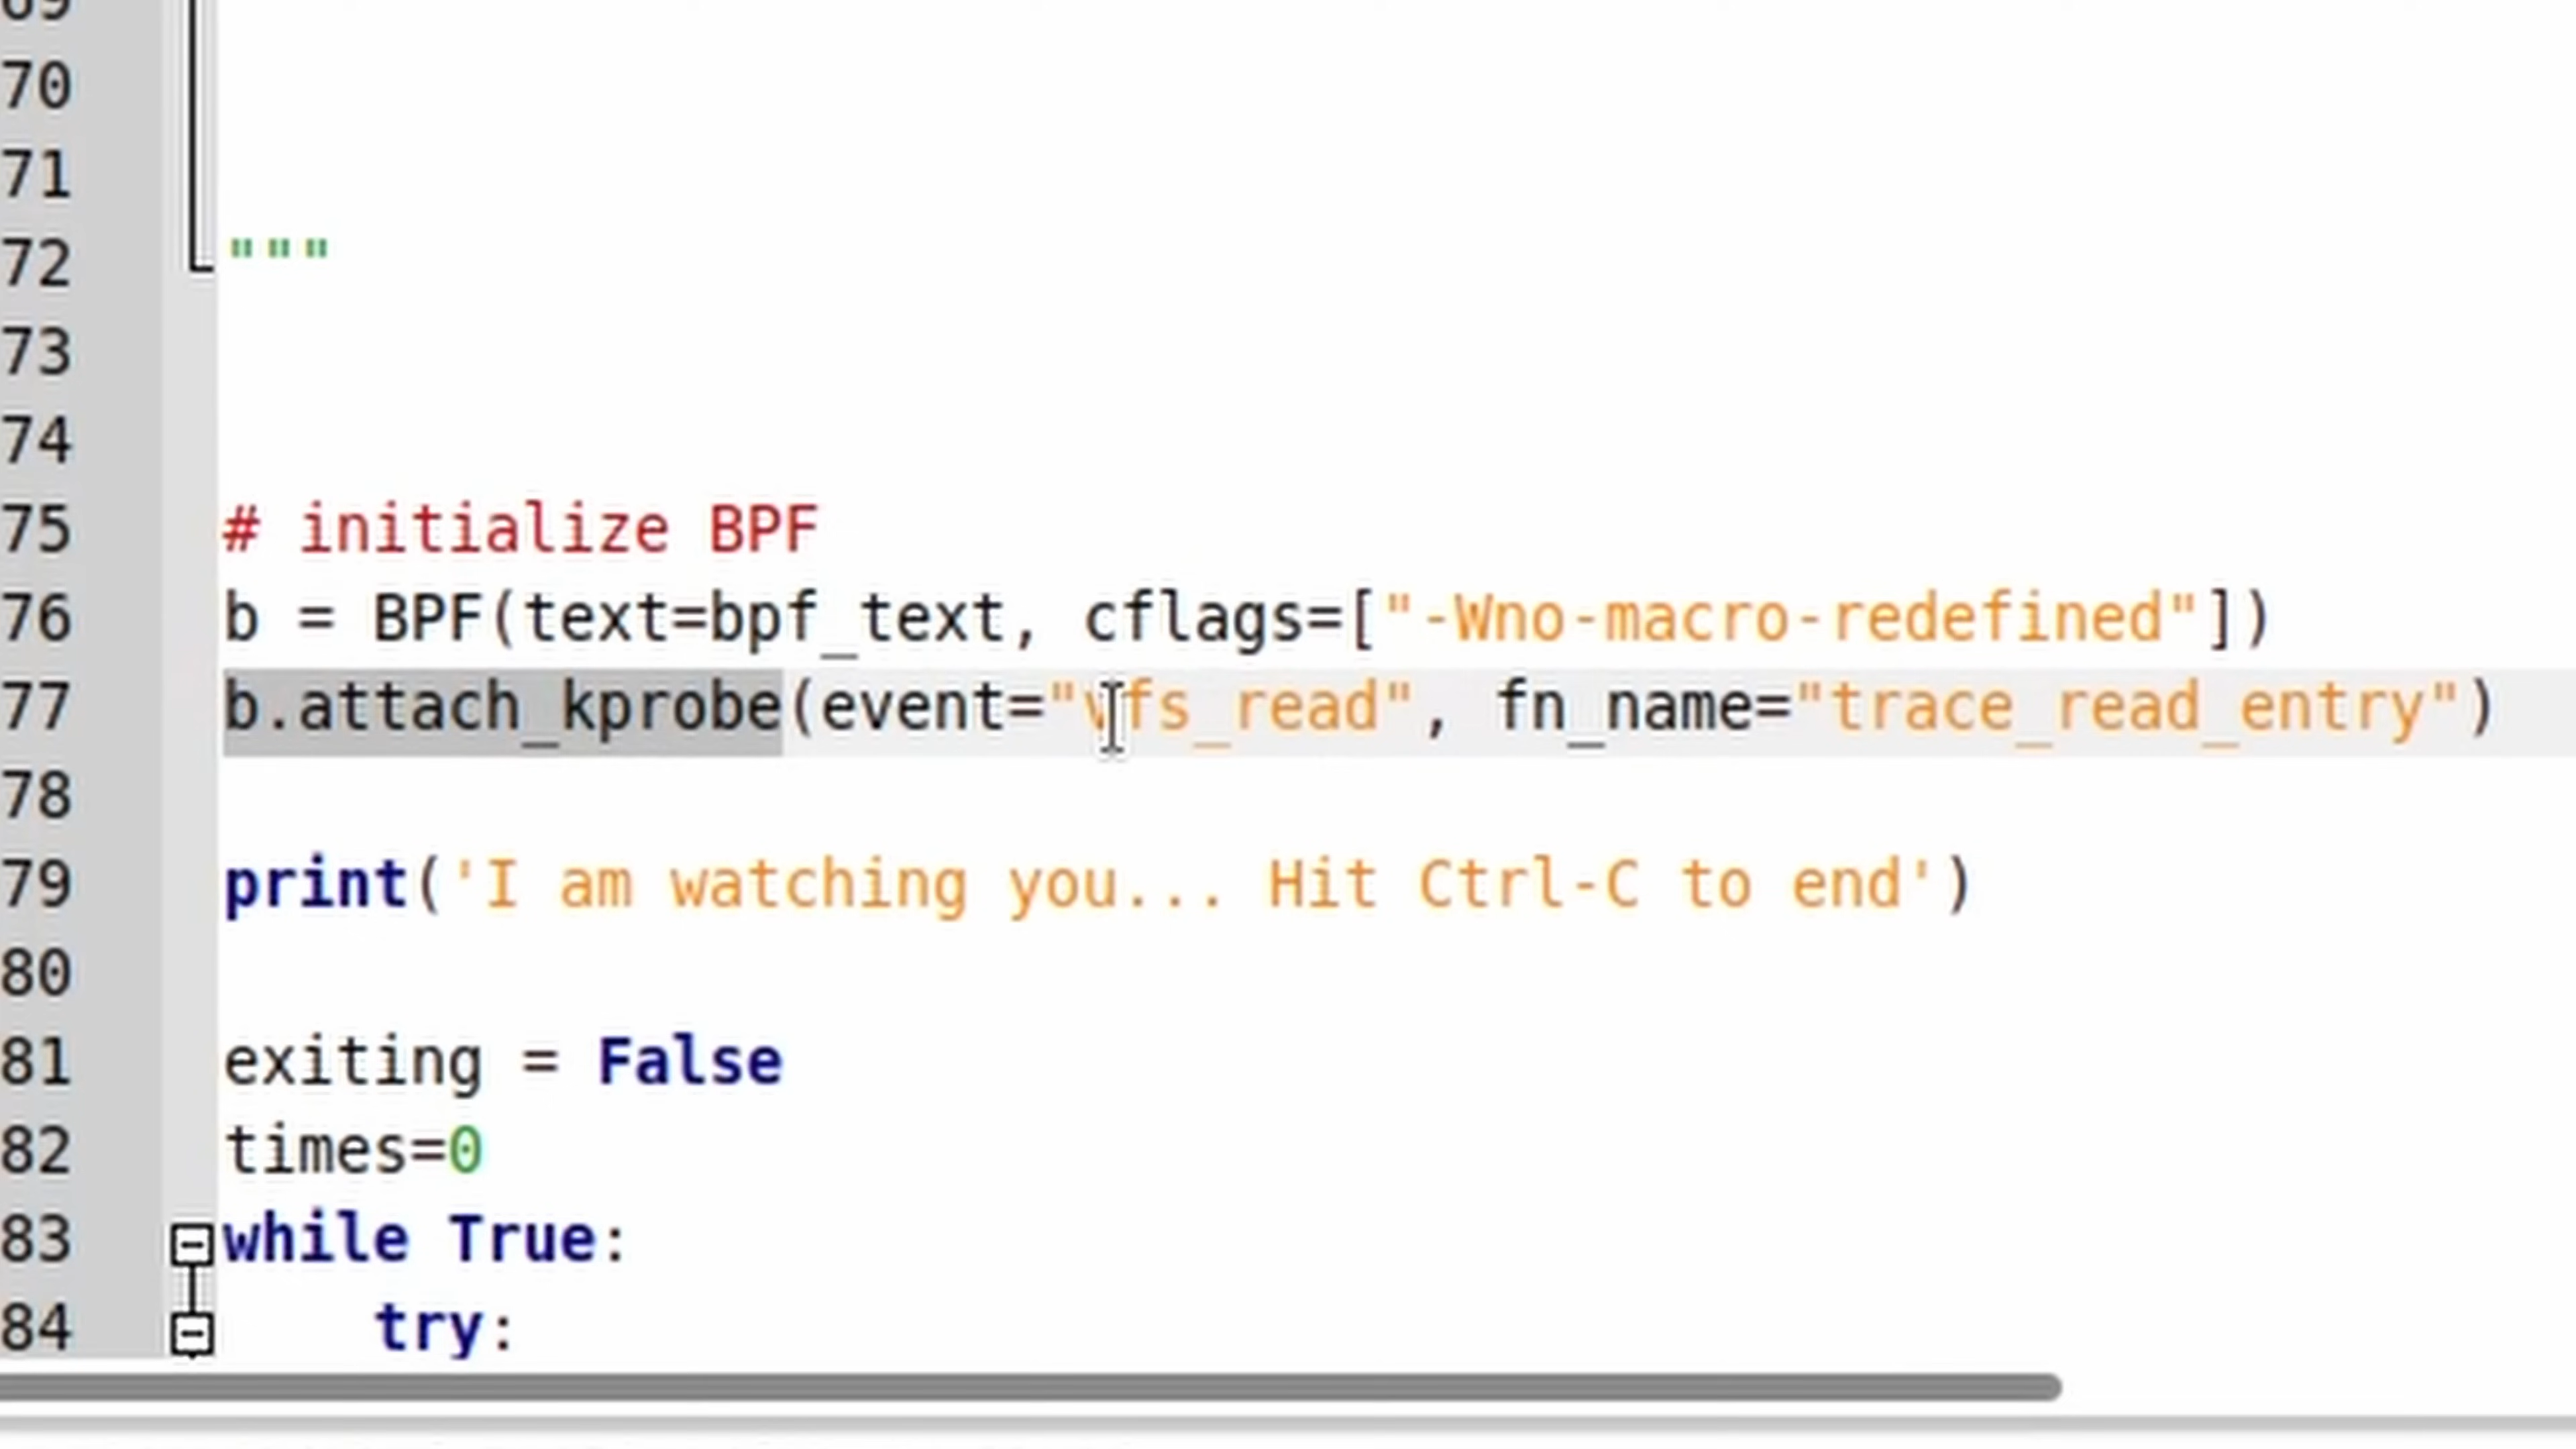 69
70
71
72 """
73
74
75 # initialize BPF
76 b = BPF(text=bpf_text, cflags=["-Wno-macro-redefined"])
77 b.attach_kprobe(event="vfs_read", fn_name="trace_read_entry")
78
79 print('I am watching you... Hit Ctrl-C to end')
80
81 exiting = False
82 times=0
83 while True:
84     try: